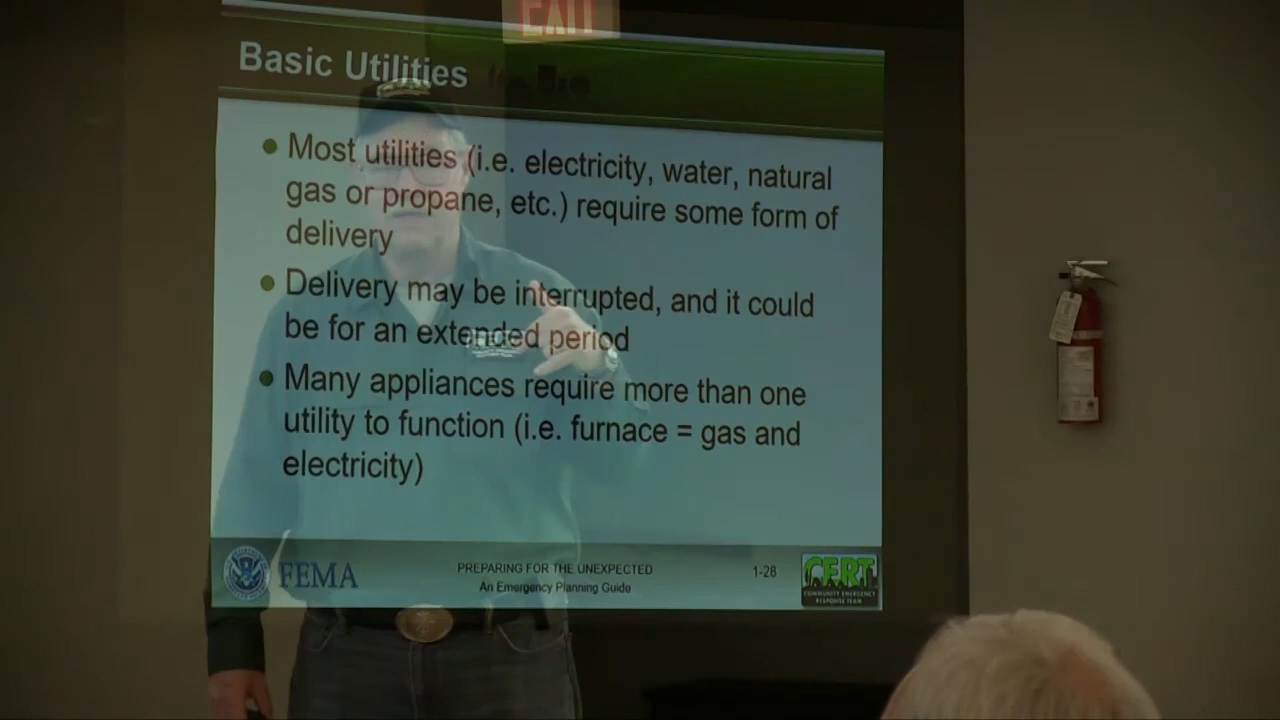 EXIT
Basic Utilities
Most utilities (i.e. electricity, water, natural
gas or propane, etc.) require some form of
delivery
Delivery may be interrupted, and it could
be for an extended period
Many appliances require more than one
utility to function (i.e. furnace = gas and
electricity)
FEMA
PREPARING FOR THE UNEXPECTED
An Emergency Planning Guide
1-28
CERT
COMMUNITY EMERGENCY
RESPONSE TEAM